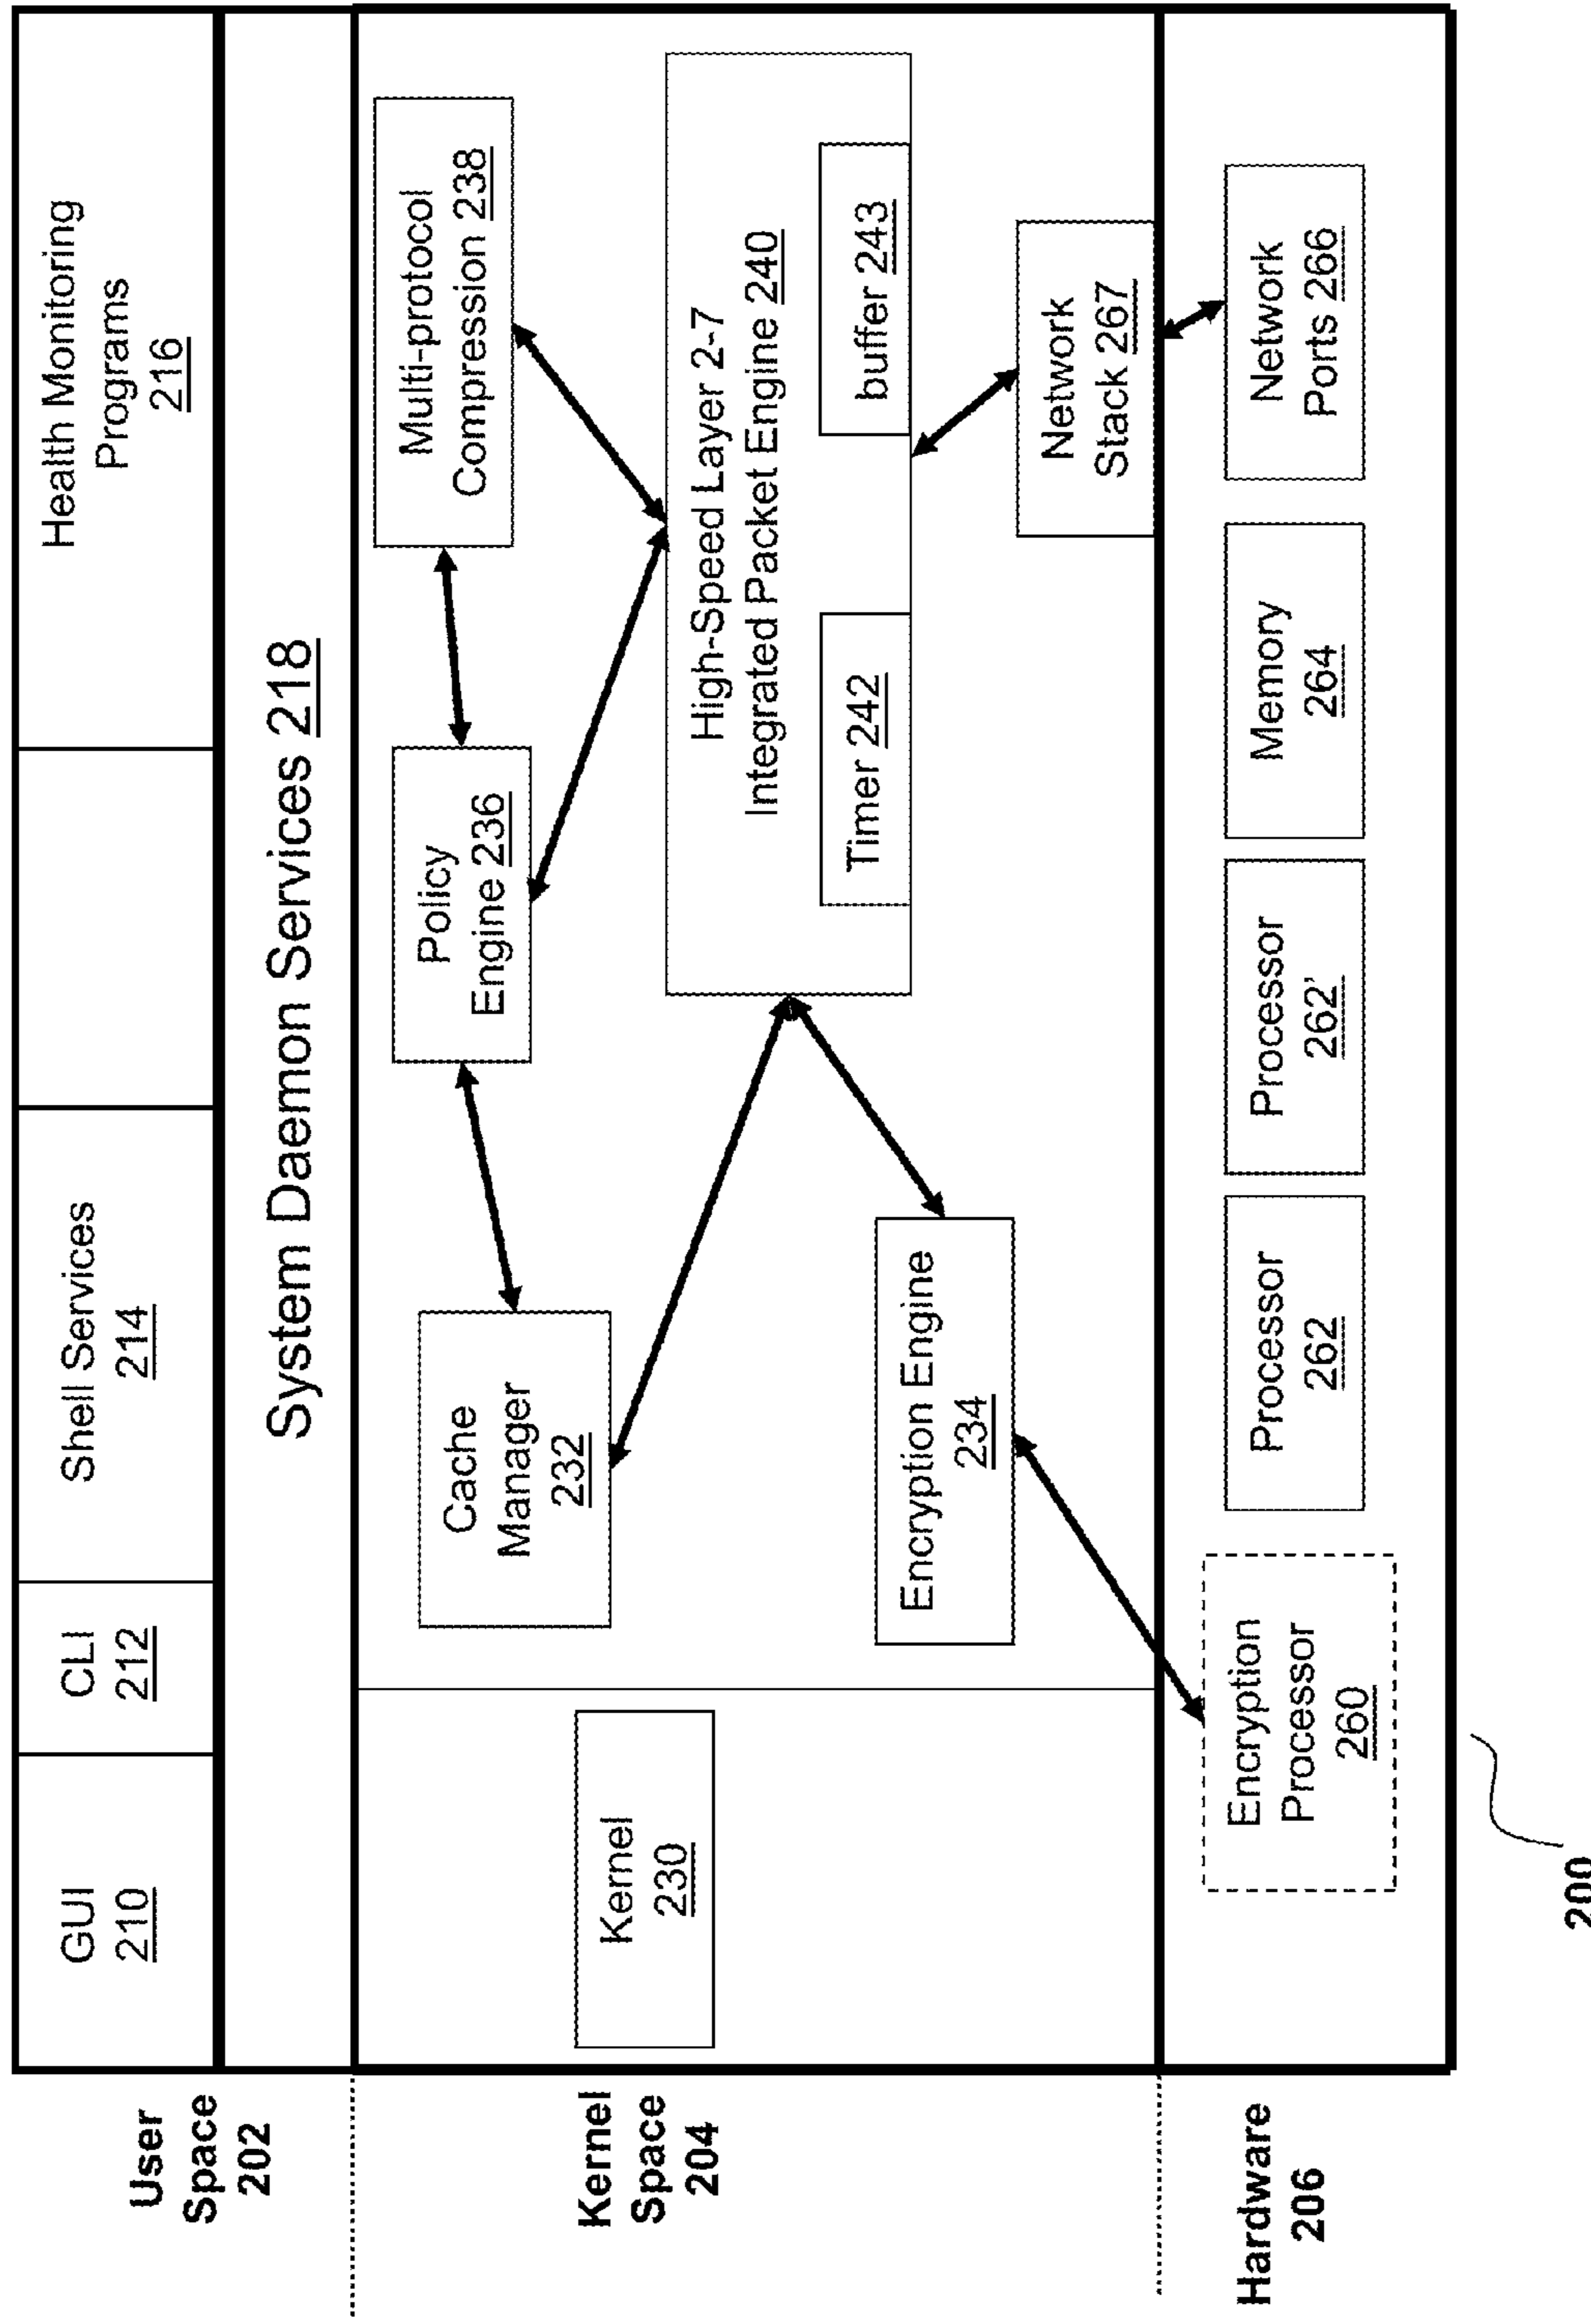 User
Space
202
GUI
210
CLI
212
Shell Services
214
Health Monitoring
Programs
216
System Daemon Services 218
Kernel
Space
204
Kernel
230
Cache
Manager
232
Policy
Engine 236
Multi-protocol
Compression 238
High-Speed Layer 2-7
Integrated Packet Engine 240
Timer 242
buffer 243
Encryption Engine
234
Network
Stack 267
Hardware
206
Encryption
Processor
260
Processor
262
Processor
262’
Memory
264
Network
Ports 266
200